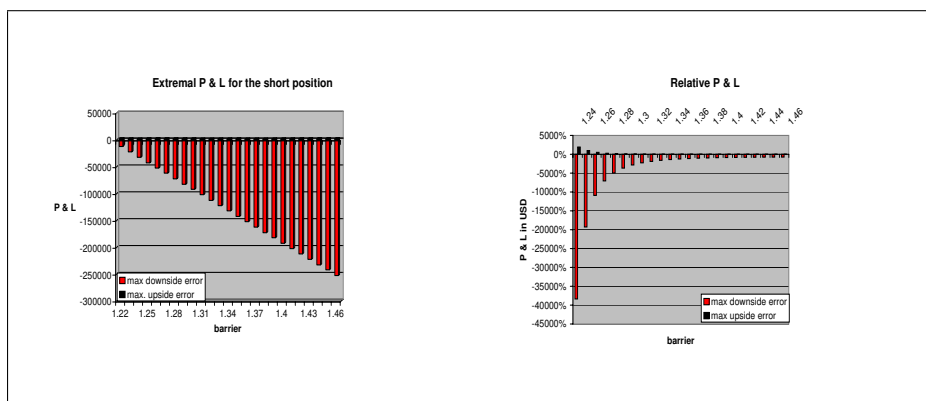 Extremal P & L for the short position
50000
0
-50000
-100000
-150000
-200000
-250000
-300000
P & L
max downside error
max. upside error
1.22 1.25 1.28 1.31 1.34 1.37 1.4 1.43 1.46
barrier
Relative P & L
1.24 1.26 1.28 1.3 1.32 1.34 1.36 1.38 1.4 1.42 1.44 1.46
5000%
0%
-5000%
-10000%
-15000%
-20000%
-25000%
-30000%
-35000%
-40000%
-45000%
P & L in USD
max downside error
max upside error
barrier